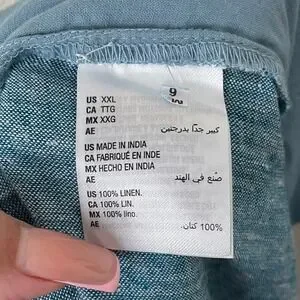 9
US XXL
CA TTG
MX XXG
AE كبير جدًا بدرجتين
US MADE IN INDIA
CA FABRIQUÉ EN INDE
MX HECHO EN INDIA
AE صُنع في الهند
US 100% LINEN.
CA 100% LIN.
MX 100% lino.
AE 100% كتان.